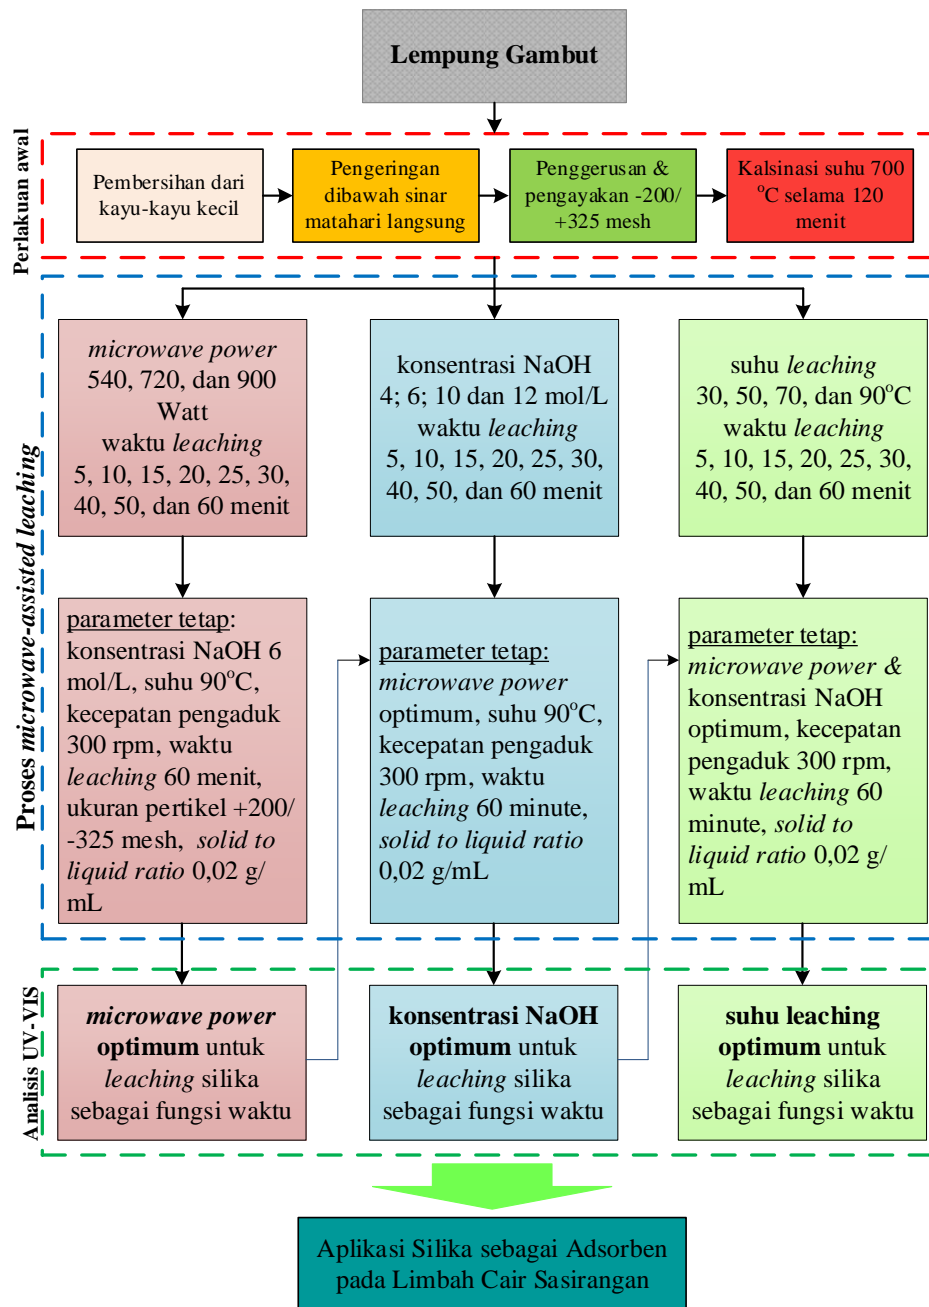 Lempung Gambut
Perlakuan awal
Pembersihan dari
kayu-kayu kecil
Pengeringan
dibawah sinar
matahari langsung
Penggerusan &
pengayakan -200/
+325 mesh
Kalsinasi suhu 700
°C selama 120
menit
Proses microwave-assisted leaching
microwave power
540, 720, dan 900
Watt
waktu leaching
5, 10, 15, 20, 25, 30,
40, 50, dan 60 menit
konsentrasi NaOH
4; 6; 10 dan 12 mol/L
waktu leaching
5, 10, 15, 20, 25, 30,
40, 50, dan 60 menit
suhu leaching
30, 50, 70, dan 90°C
waktu leaching
5, 10, 15, 20, 25, 30,
40, 50, dan 60 menit
parameter tetap:
konsentrasi NaOH 6
mol/L, suhu 90°C,
kecepatan pengaduk
300 rpm, waktu
leaching 60 menit,
ukuran pertikel +200/
-325 mesh, solid to
liquid ratio 0,02 g/
mL
parameter tetap:
microwave power
optimum, suhu 90°C,
kecepatan pengaduk
300 rpm, waktu
leaching 60 minute,
solid to liquid ratio
0,02 g/mL
parameter tetap:
microwave power &
konsentrasi NaOH
optimum, kecepatan
pengaduk 300 rpm,
waktu leaching 60
minute, solid to
liquid ratio 0,02 g/
mL
Analisis UV-VIS
microwave power
optimum untuk
leaching silika
sebagai fungsi waktu
konsentrasi NaOH
optimum untuk
leaching silika
sebagai fungsi waktu
suhu leaching
optimum untuk
leaching silika
sebagai fungsi waktu
Aplikasi Silika sebagai Adsorben
pada Limbah Cair Sasirangan